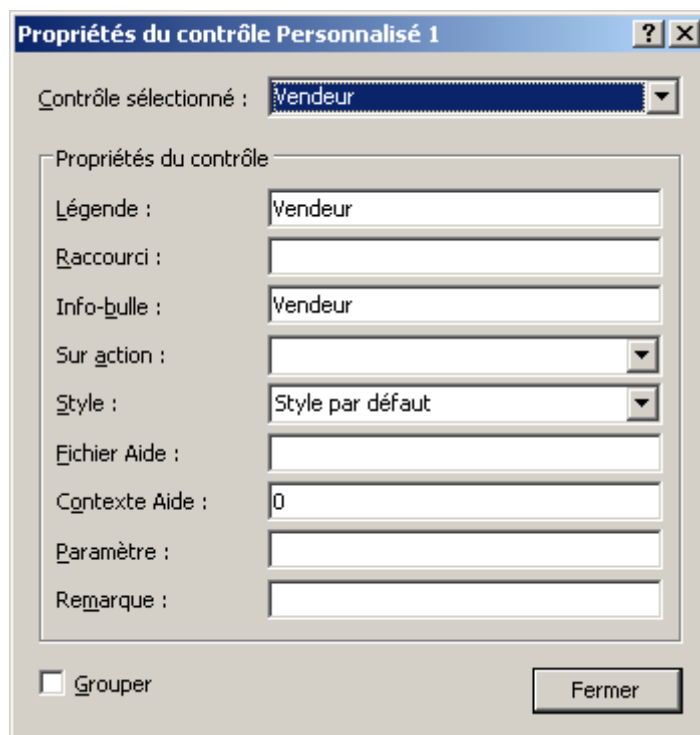 Propriétés du contrôle Personnalisé 1
Contrôle sélectionné : Vendeur
Propriétés du contrôle
Légende : Vendeur
Raccourci :
Info-bulle : Vendeur
Sur action :
Style : Style par défaut
Fichier Aide :
Contexte Aide : 0
Paramètre :
Remarque :
Grouper Fermer